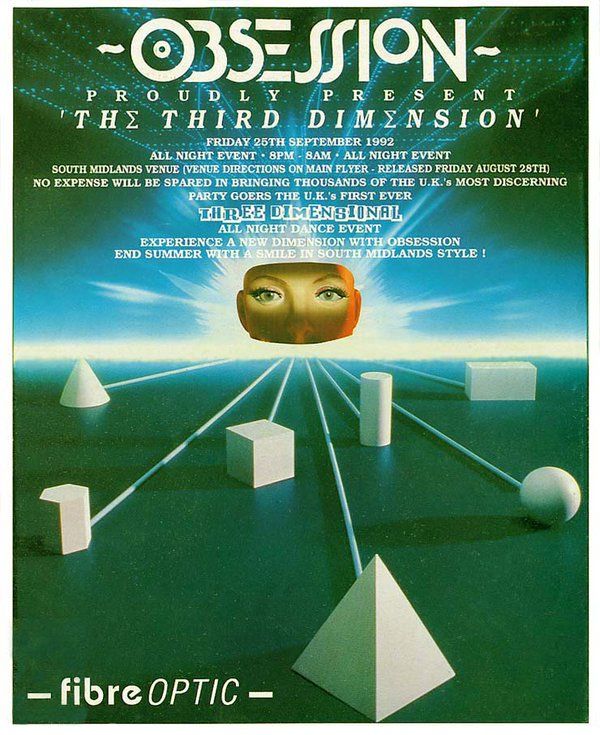 ~OBSESSION~
PROUDLY PRESENT
'THΣ THIRD DIMΣNSION'
FRIDAY 25TH SEPTEMBER 1992
ALL NIGHT EVENT · 8PM - 8AM · ALL NIGHT EVENT
SOUTH MIDLANDS VENUE (VENUE DIRECTIONS ON MAIN FLYER - RELEASED FRIDAY AUGUST 28TH)
NO EXPENSE WILL BE SPARED IN BRINGING THOUSANDS OF THE U.K.'s MOST DISCERNING
PARTY GOERS THE U.K.'s FIRST EVER
THREE DIMENSIONAL
ALL NIGHT DANCE EVENT
EXPERIENCE A NEW DIMENSION WITH OBSESSION
END SUMMER WITH A SMILE IN SOUTH MIDLANDS STYLE !
– fibre OPTIC –